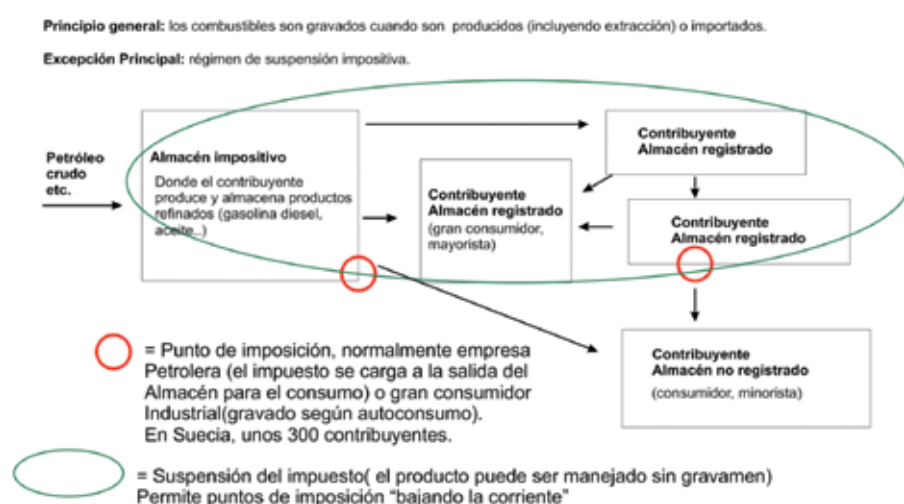 Principio general: los combustibles son gravados cuando son producidos (incluyendo extracción) o importados.
Excepción Principal: régimen de suspensión impositiva.
Petróleo
crudo
etc.
Almacén impositivo
Donde el contribuyente
produce y almacena productos
refinados (gasolina diesel,
aceite..)
Contribuyente
Almacén registrado
(gran consumidor,
mayorista)
Contribuyente
Almacén registrado
Contribuyente
Almacén registrado
Contribuyente
Almacén no registrado
(consumidor, minorista)
= Punto de imposición, normalmente empresa
Petrolera (el impuesto se carga a la salida del
Almacén para el consumo) o gran consumidor
Industrial(gravado según autoconsumo).
En Suecia, unos 300 contribuyentes.
= Suspensión del impuesto( el producto puede ser manejado sin gravamen)
Permite puntos de imposición “bajando la corriente”